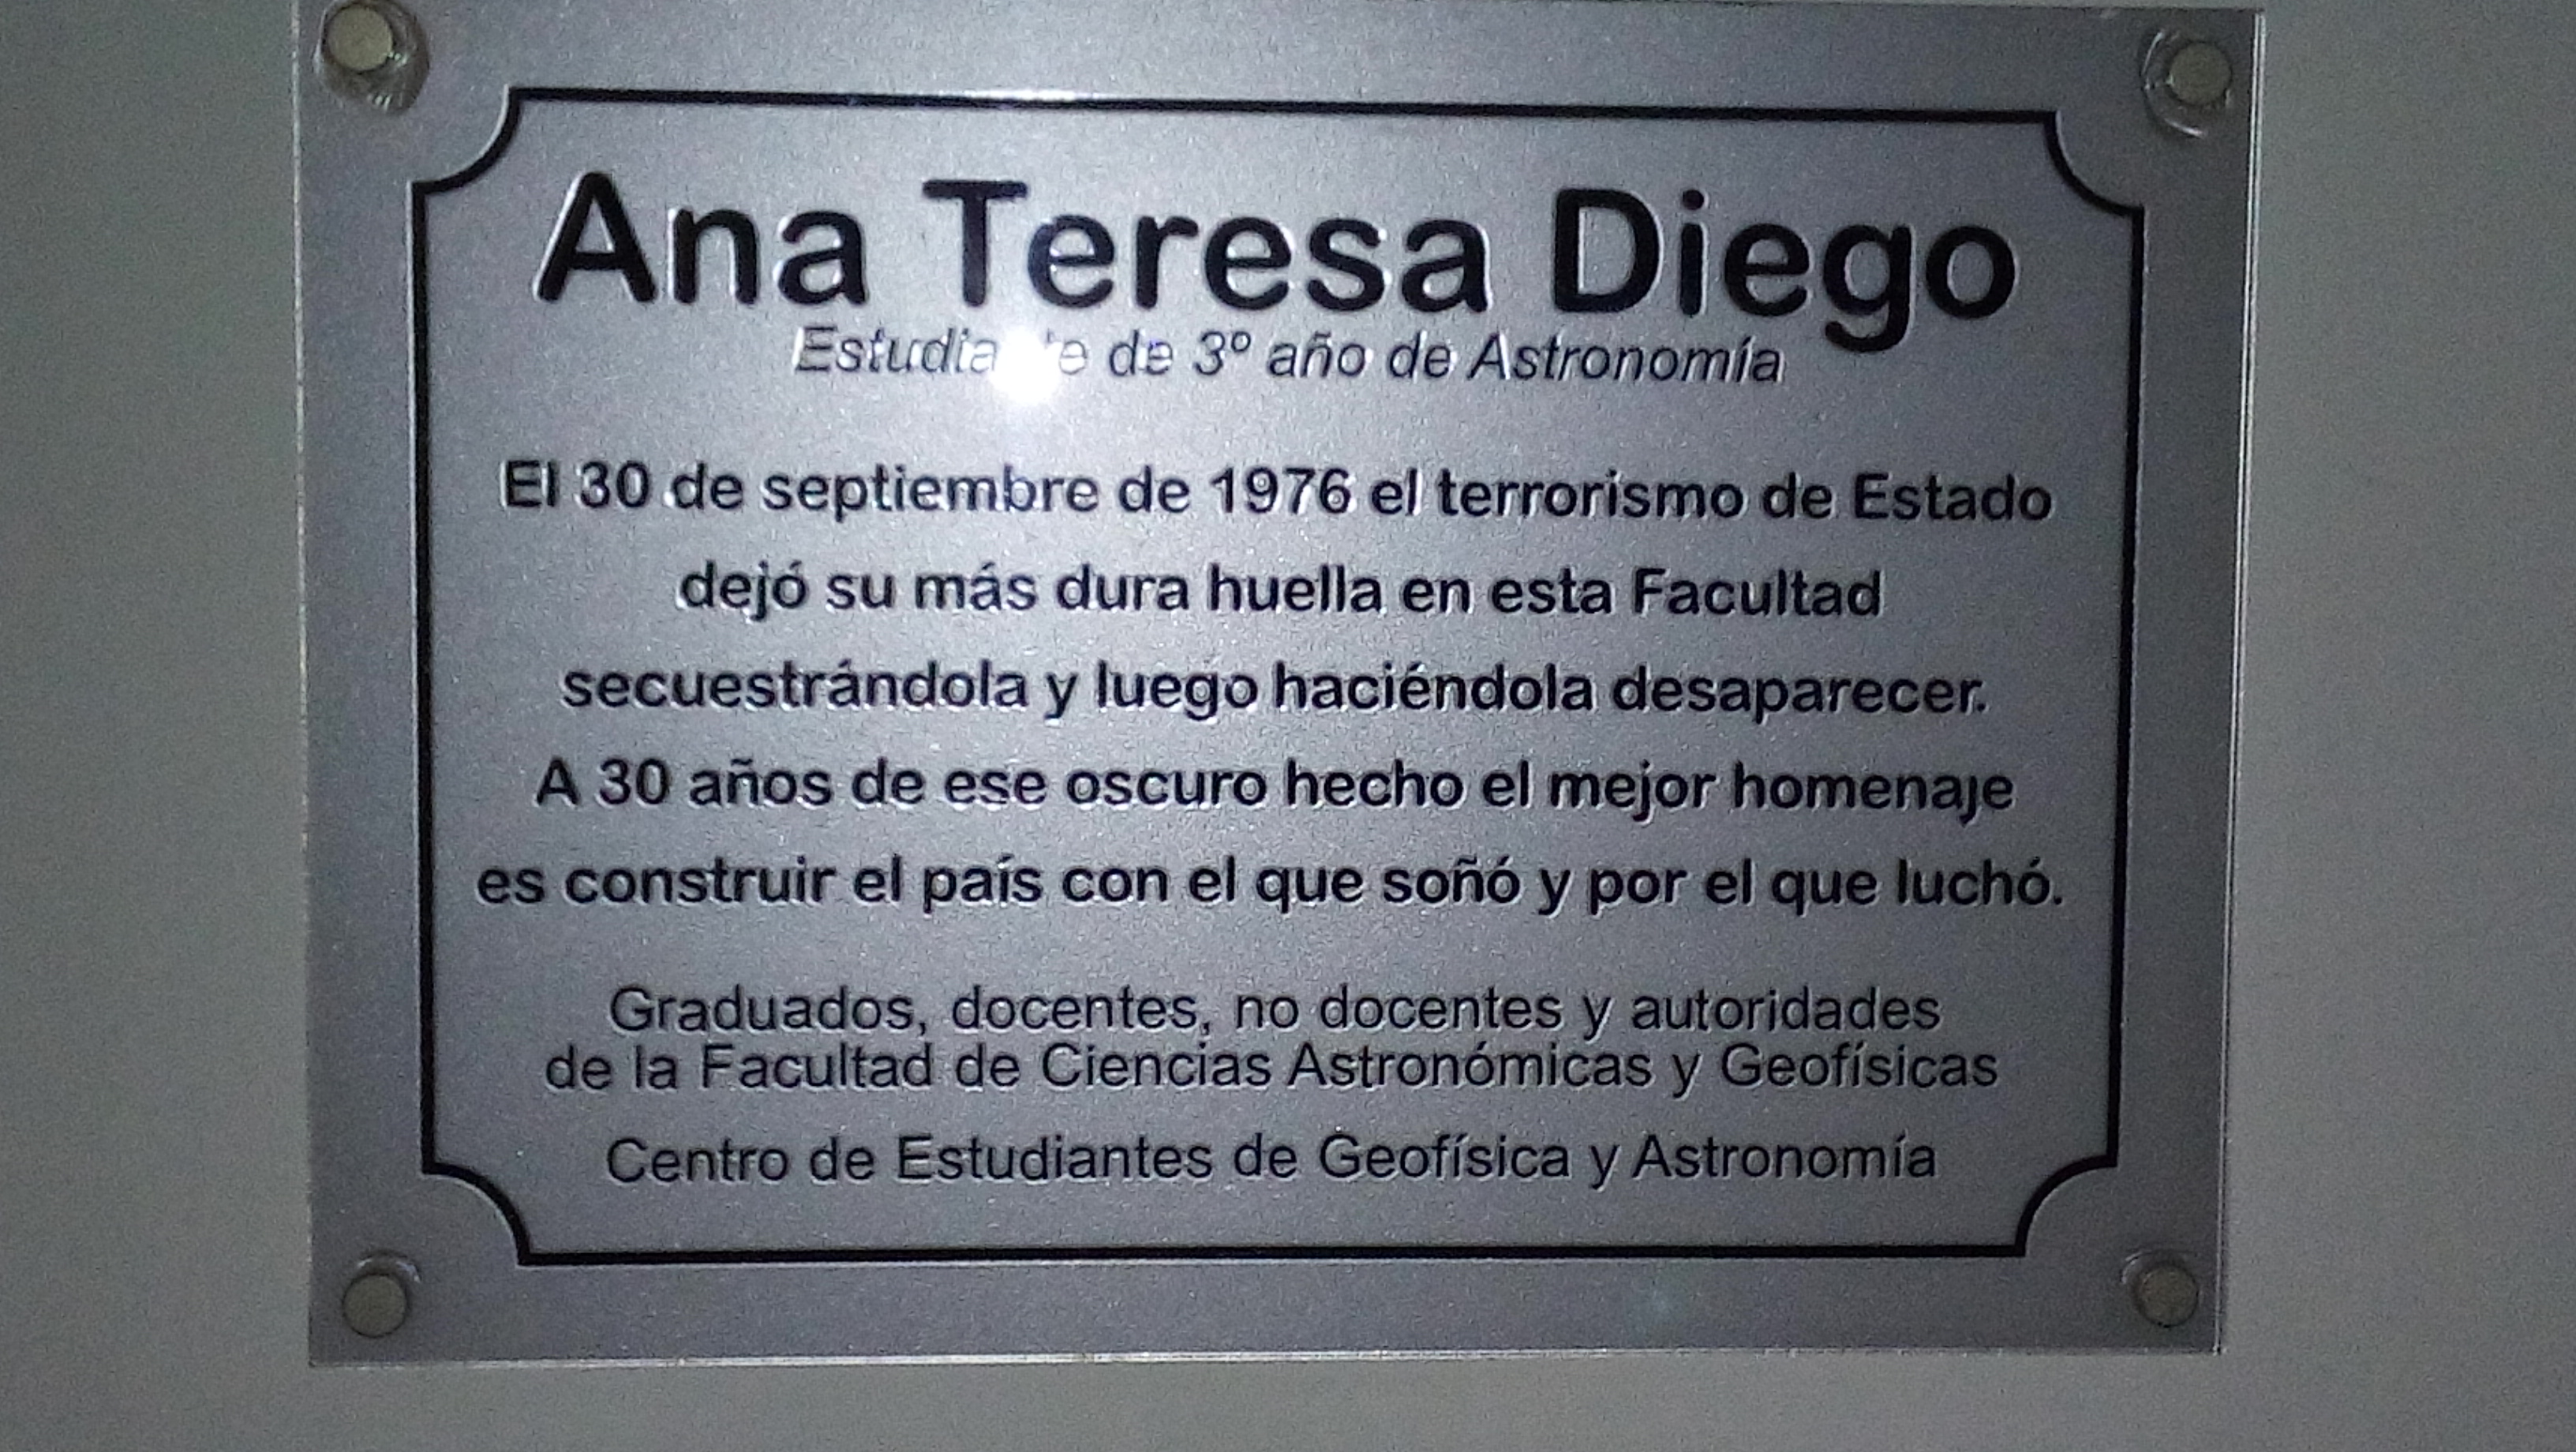 Ana Teresa Diego
Estudiante de 3º año de Astronomía
El 30 de septiembre de 1976 el terrorismo de Estado
dejó su más dura huella en esta Facultad
secuestrándola y luego haciéndola desaparecer.
A 30 años de ese oscuro hecho el mejor homenaje
es construir el país con el que soñó y por el que luchó.
Graduados, docentes, no docentes y autoridades
de la Facultad de Ciencias Astronómicas y Geofísicas
Centro de Estudiantes de Geofísica y Astronomía